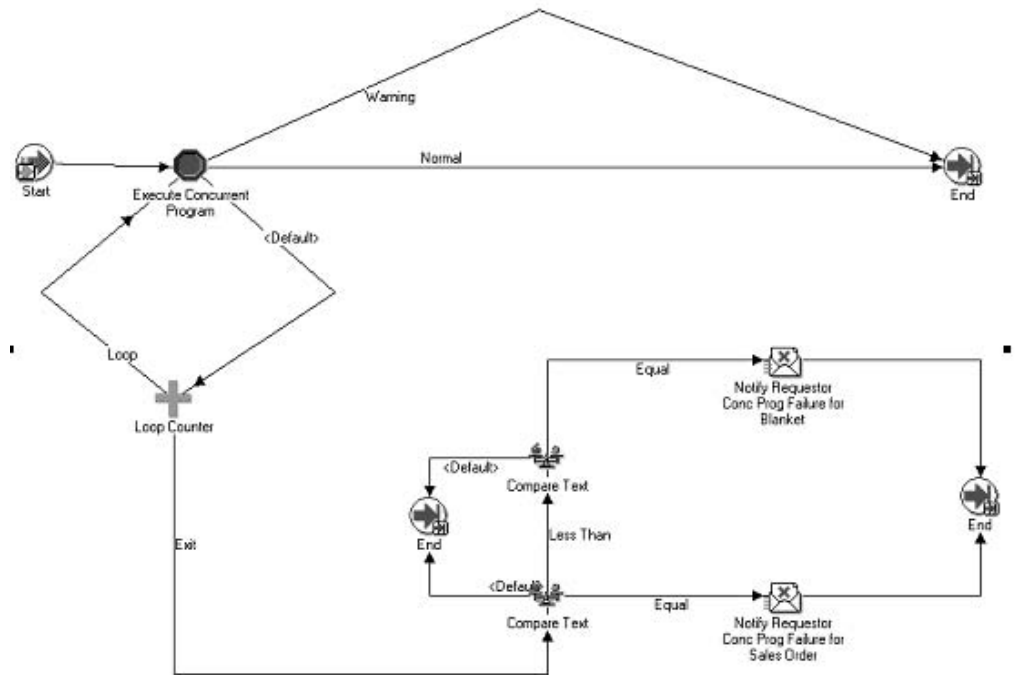 Warning
Normal
Start
End
Execute Concurrent
Program
<Default>
Loop
Loop Counter
Equal
Notify Requestor
Conc Prog Failure for
Blanket
<Default>
Compare Text
End
End
Less Than
Exit
<Default>
Equal
Compare Text
Notify Requestor
Conc Prog Failure for
Sales Order